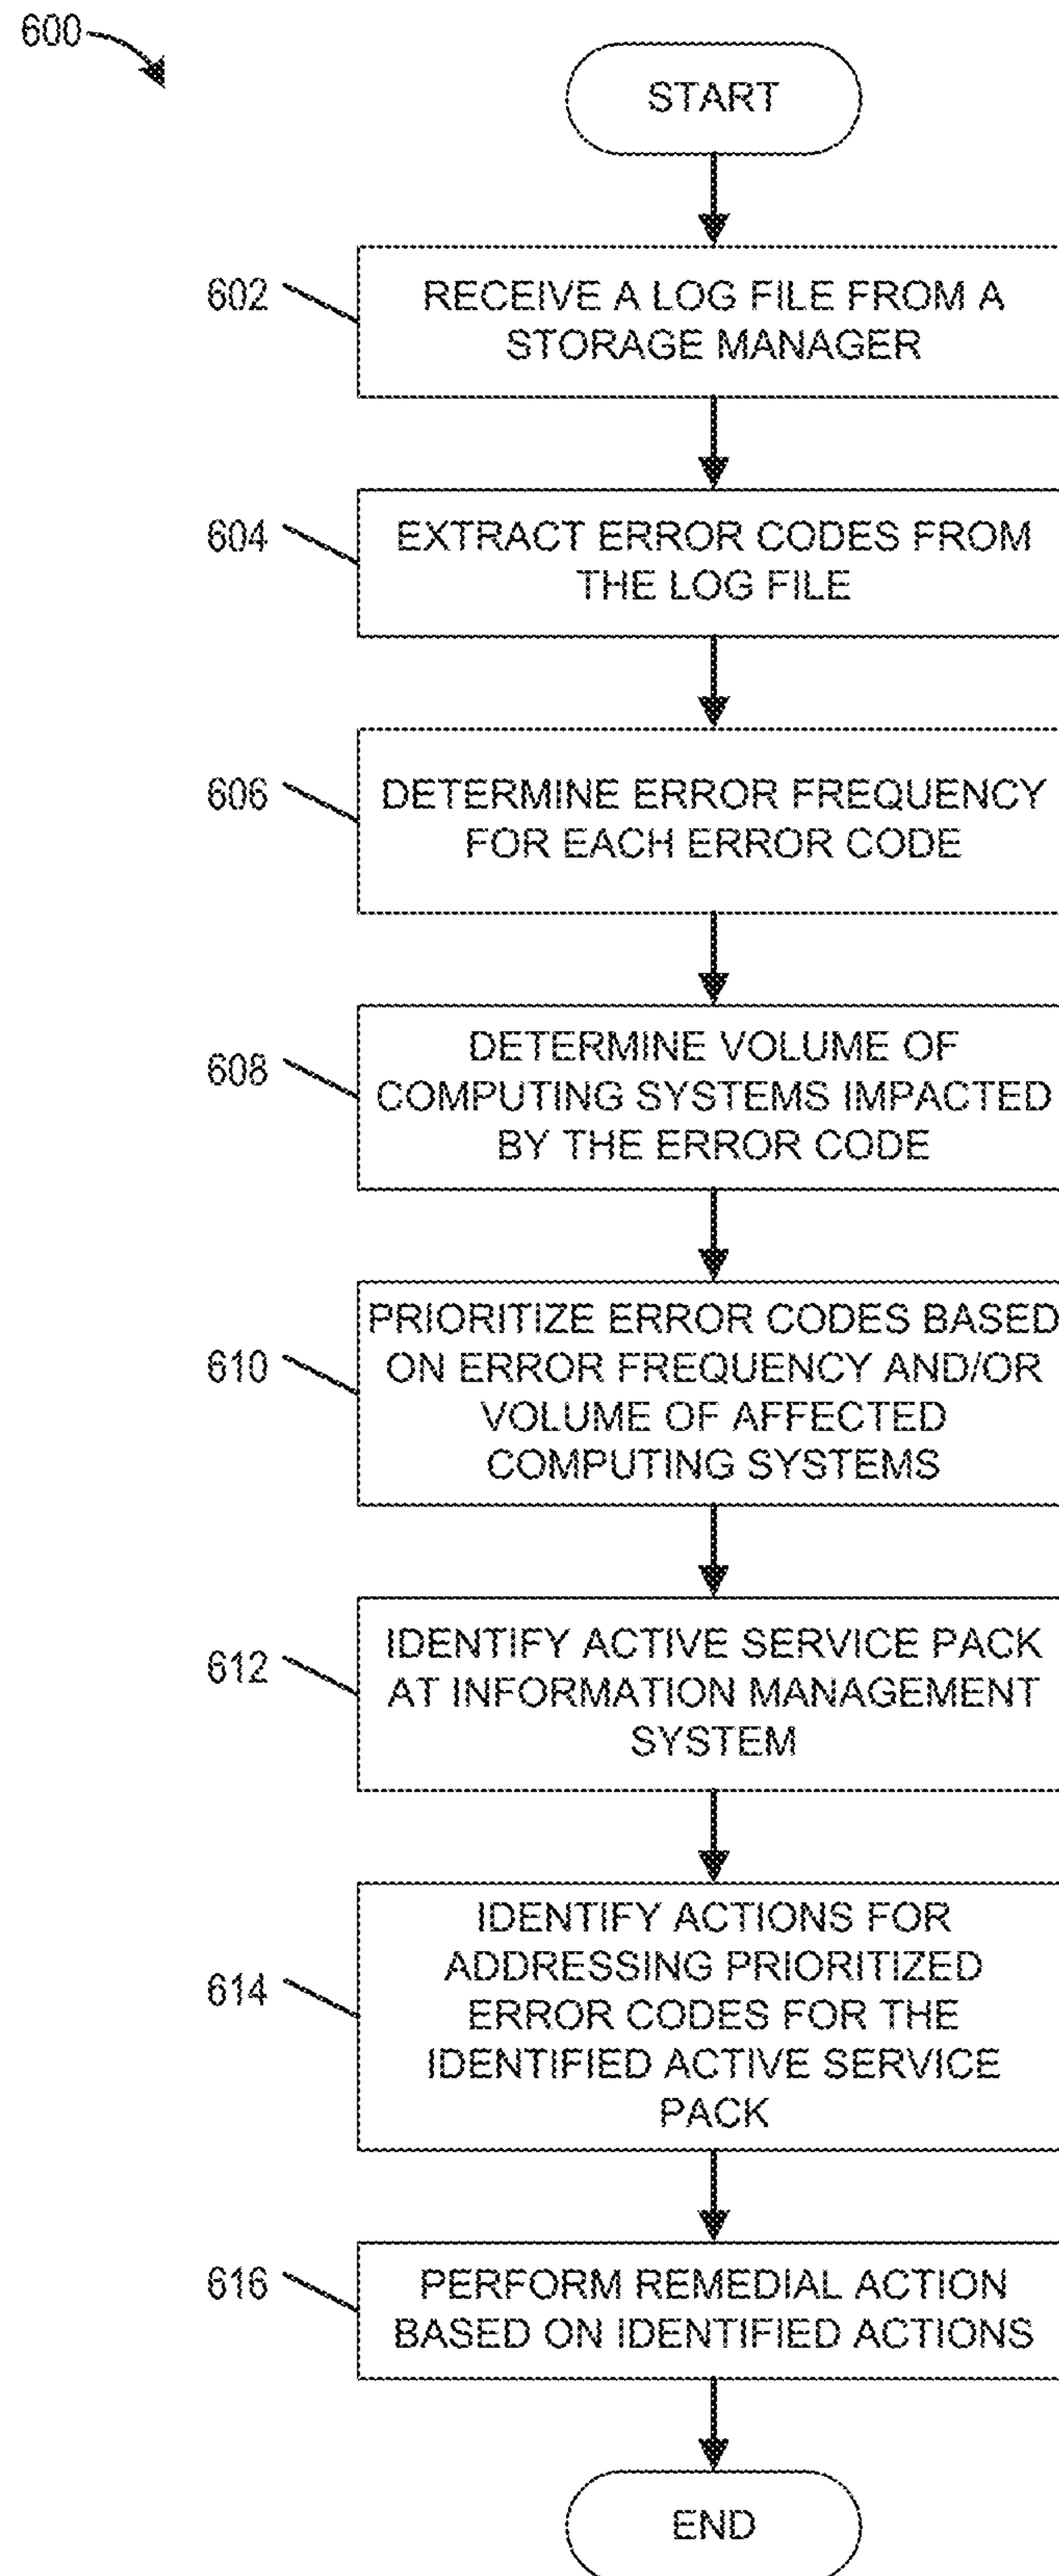 600
START
602
RECEIVE A LOG FILE FROM A
STORAGE MANAGER
604
EXTRACT ERROR CODES FROM
THE LOG FILE
606
DETERMINE ERROR FREQUENCY
FOR EACH ERROR CODE
608
DETERMINE VOLUME OF
COMPUTING SYSTEMS IMPACTED
BY THE ERROR CODE
610
PRIORITIZE ERROR CODES BASED
ON ERROR FREQUENCY AND/OR
VOLUME OF AFFECTED
COMPUTING SYSTEMS
612
IDENTIFY ACTIVE SERVICE PACK
AT INFORMATION MANAGEMENT
SYSTEM
614
IDENTIFY ACTIONS FOR
ADDRESSING PRIORITIZED
ERROR CODES FOR THE
IDENTIFIED ACTIVE SERVICE
PACK
616
PERFORM REMEDIAL ACTION
BASED ON IDENTIFIED ACTIONS
END